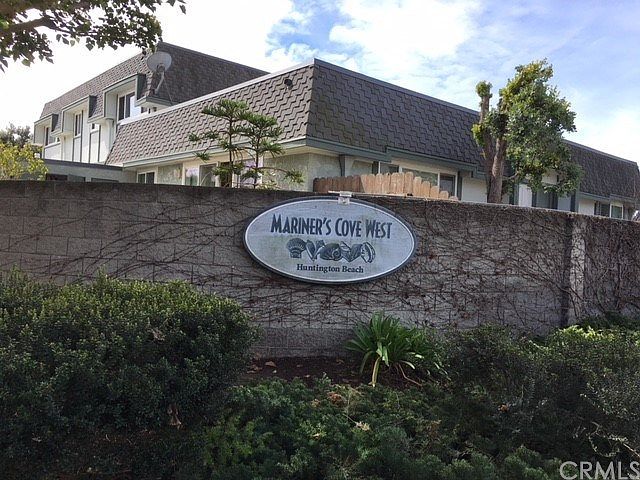 MARINER'S COVE WEST
HUNTINGTON BEACH
CRMLS